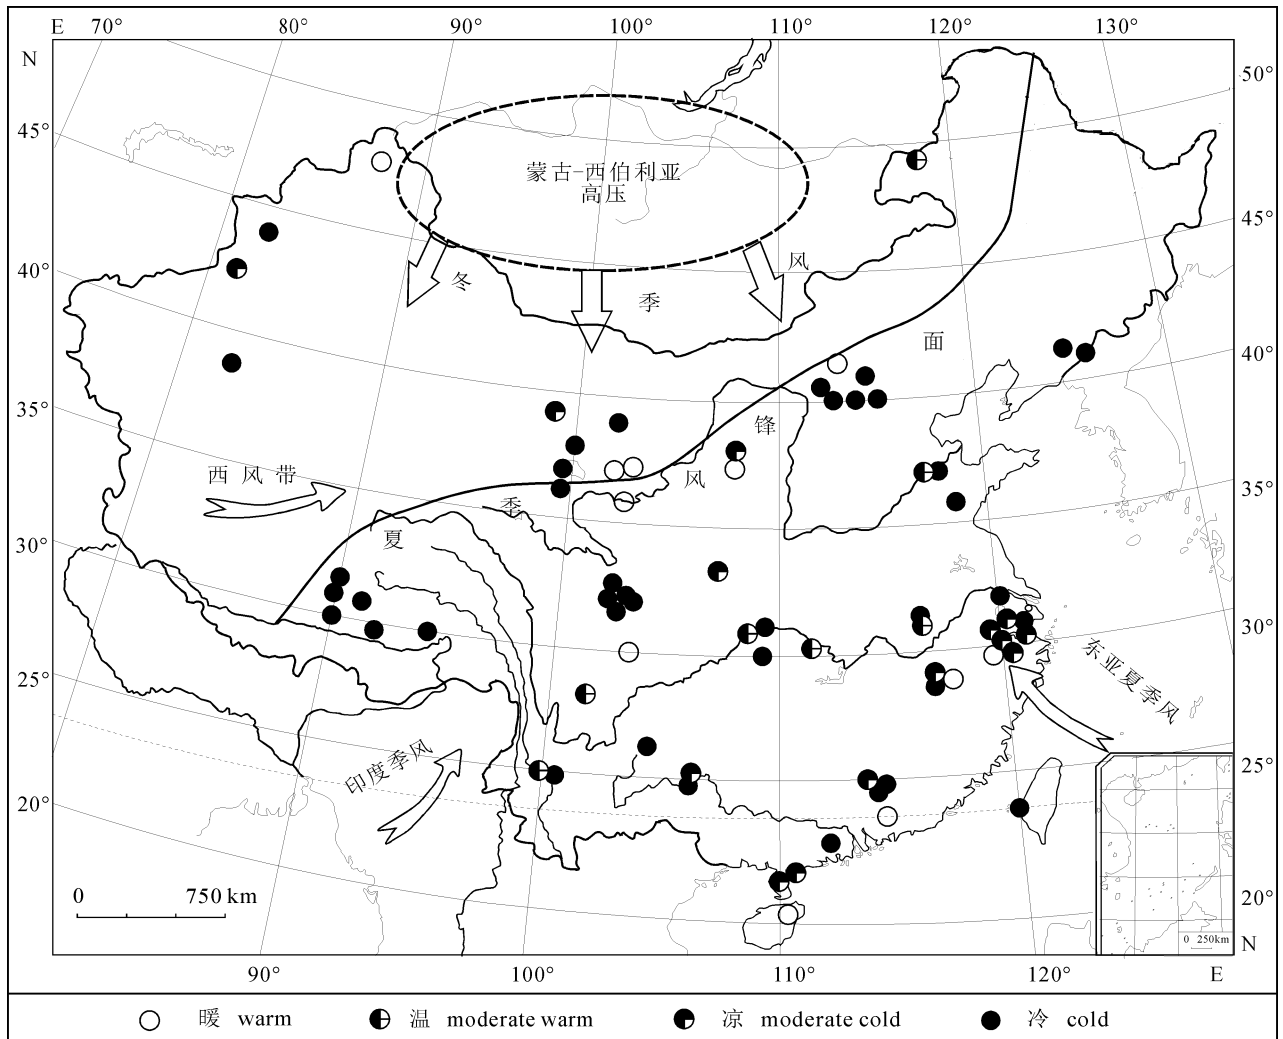 E 70° 80° 90° 100° 110° 120° 130°
N
50°
45°
蒙古-西伯利亚
高压
45°
40°
冬 季 风
40°
面
35°
锋
西风带
风
35°
季
夏
30°
30°
东亚夏季风
25°
印度季风
25°
20°
0 750 km
20°
0 250km
N
90° 100° 110° 120° E
暖 warm 温 moderate warm 凉 moderate cold 冷 cold